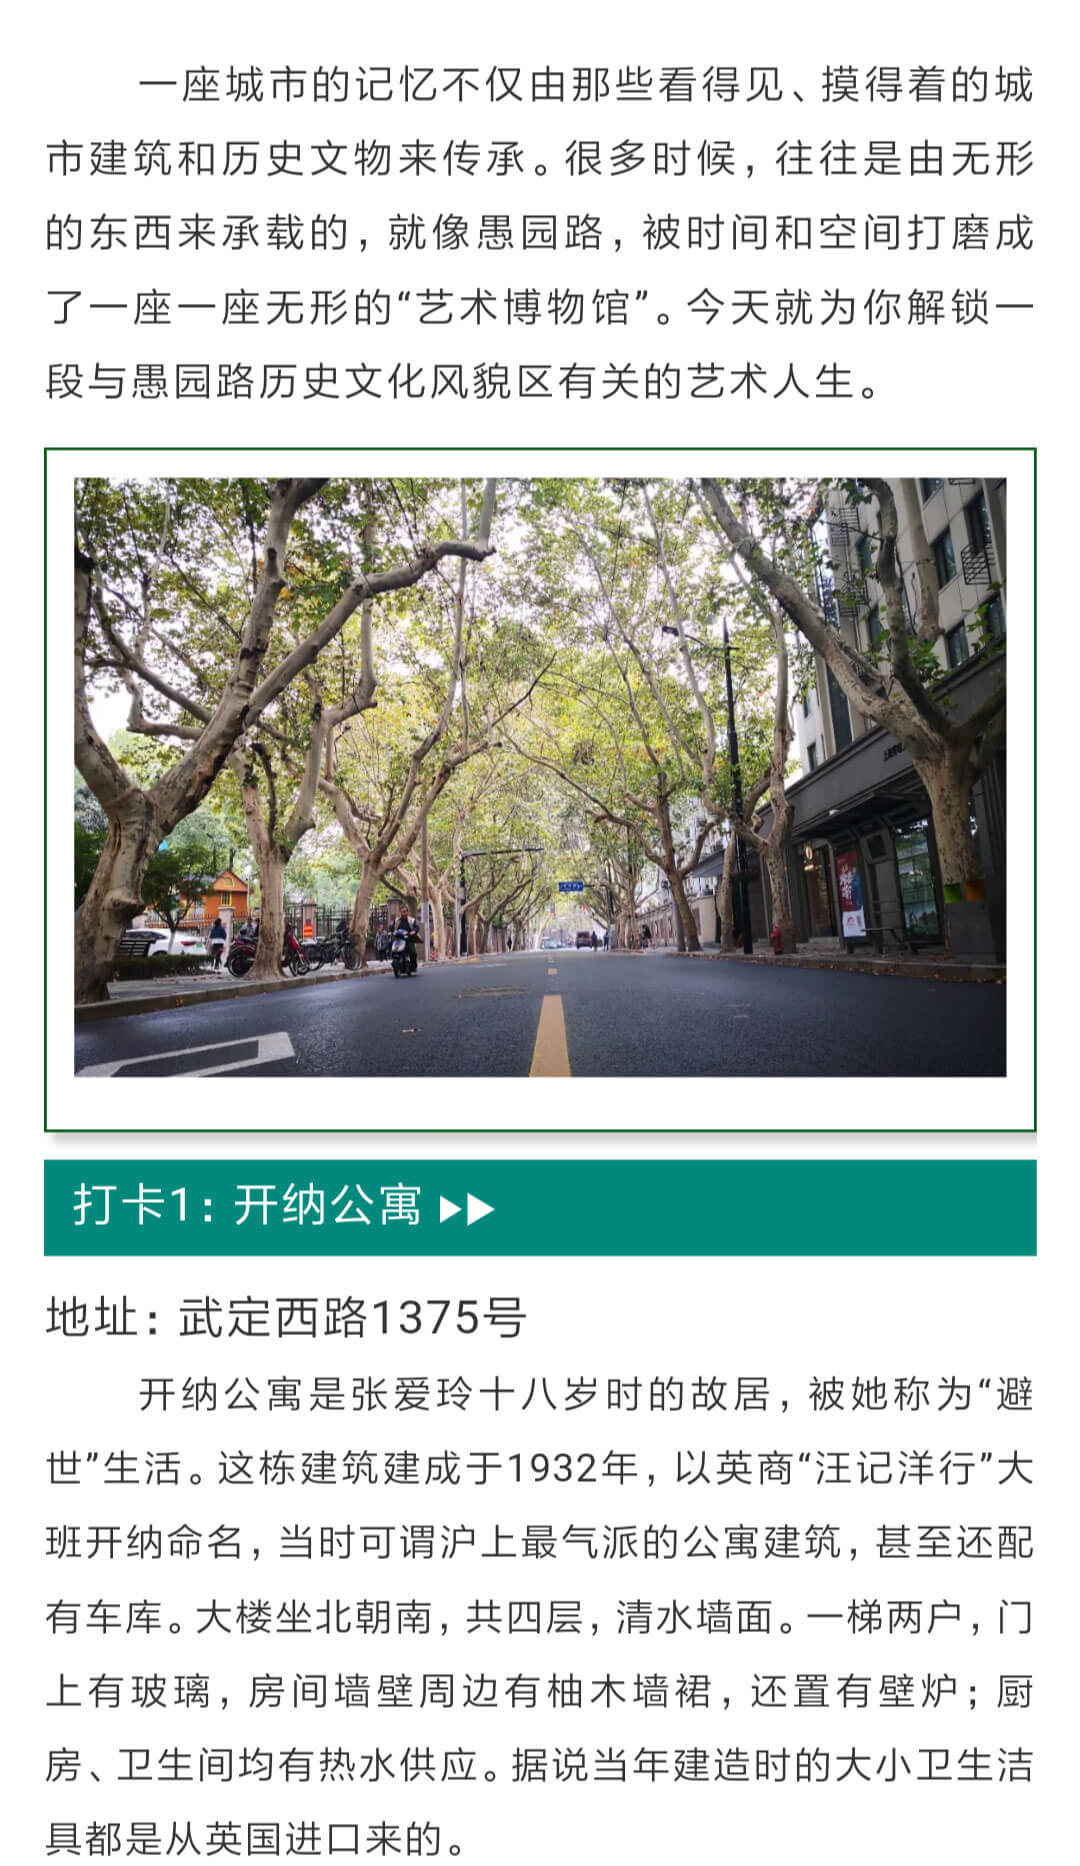 一座城市的记忆不仅由那些看得见、摸得着的城
市建筑和历史文物来传承。很多时候，往往是由无形
的东西来承载的，就像愚园路，被时间和空间打磨成
了一座一座无形的“艺术博物馆”。今天就为你解锁一
段与愚园路历史文化风貌区有关的艺术人生。
打卡1：开纳公寓
地址：武定西路1375号
开纳公寓是张爱玲十八岁时的故居，被她称为“避
世”生活。这栋建筑建成于1932年，以英商“汪记洋行”大
班开纳命名，当时可谓沪上最气派的公寓建筑，甚至还配
有车库。大楼坐北朝南，共四层，清水墙面。一梯两户，门
上有玻璃，房间墙壁周边有柚木墙裙，还置有壁炉；厨
房、卫生间均有热水供应。据说当年建造时的大小卫生洁
具都是从英国进口来的。